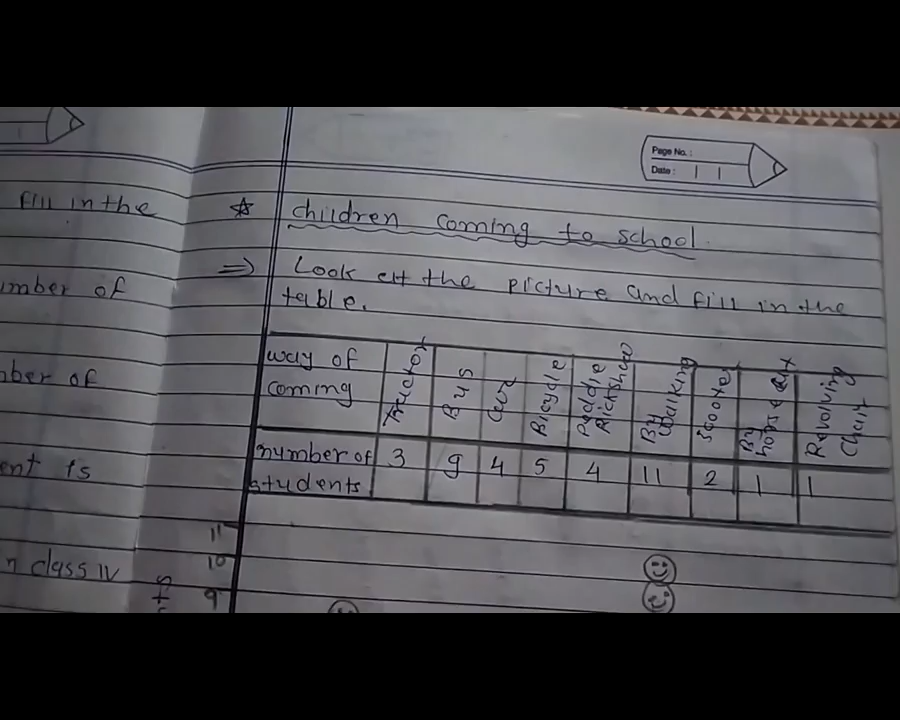 Page No. :
Date :
fill in the
umber of
ber of
ent is
n class IV
☆ children coming to school.
⇒ Look at the picture and fill in the
table.
way of coming | Tractor | Bus | Car | Bicycle | Peddle Rickshaw | By Walking | Scooter | By horse cart | Revolving Chair
number of students | 3 | 9 | 4 | 5 | 4 | 11 | 2 | 1 | 1
11
10
9